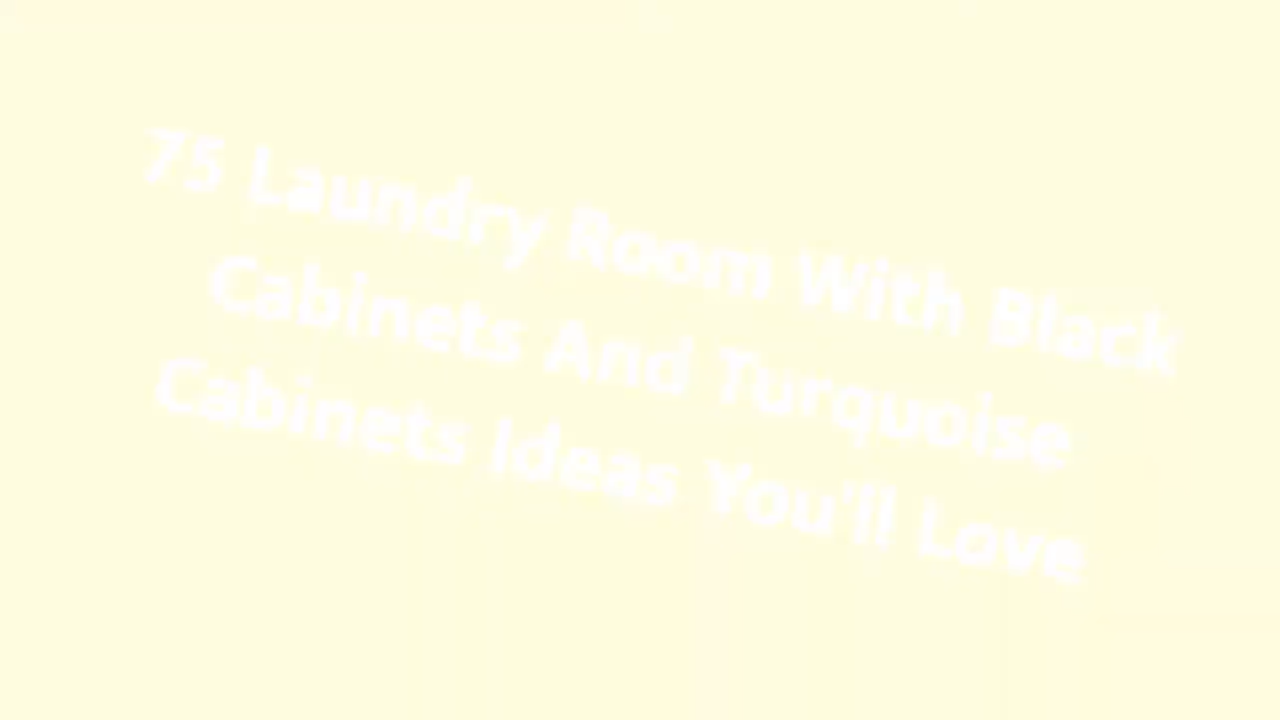 75 Laundry Room With Black
Cabinets And Turquoise
Cabinets Ideas You'll Love